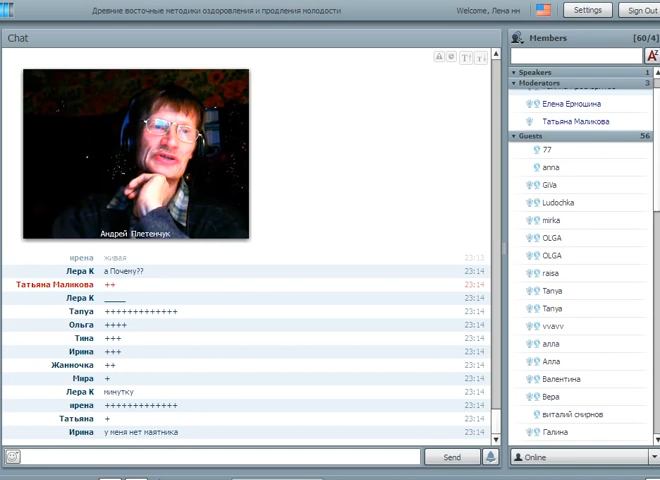 Древние восточные методики оздоровления и продления молодости
Welcome, Лена нн
Settings
Sign Out
Chat
Андрей Плетенчук
ирена живая 23:13
Лера К а Почему?? 23:14
Татьяна Маликова ++ 23:14
Лера К _____ 23:14
Tanya +++++++++++++ 23:14
Ольга ++++ 23:14
Тина +++ 23:14
Ирина +++ 23:14
Жанночка ++ 23:14
Мира + 23:14
Лера К минутку 23:14
ирена +++++++++++++ 23:14
Татьяна + 23:14
Ирина у меня нет маятника 23:14
Send
Members [60/4]
Speakers 1
Moderators 3
Елена Ермошина
Татьяна Маликова
Guests 56
77
anna
GiVa
Ludochka
mirka
OLGA
OLGA
raisa
Tanya
Tanya
vvavv
алла
Алла
Валентина
Вера
виталий смирнов
Галина
Online